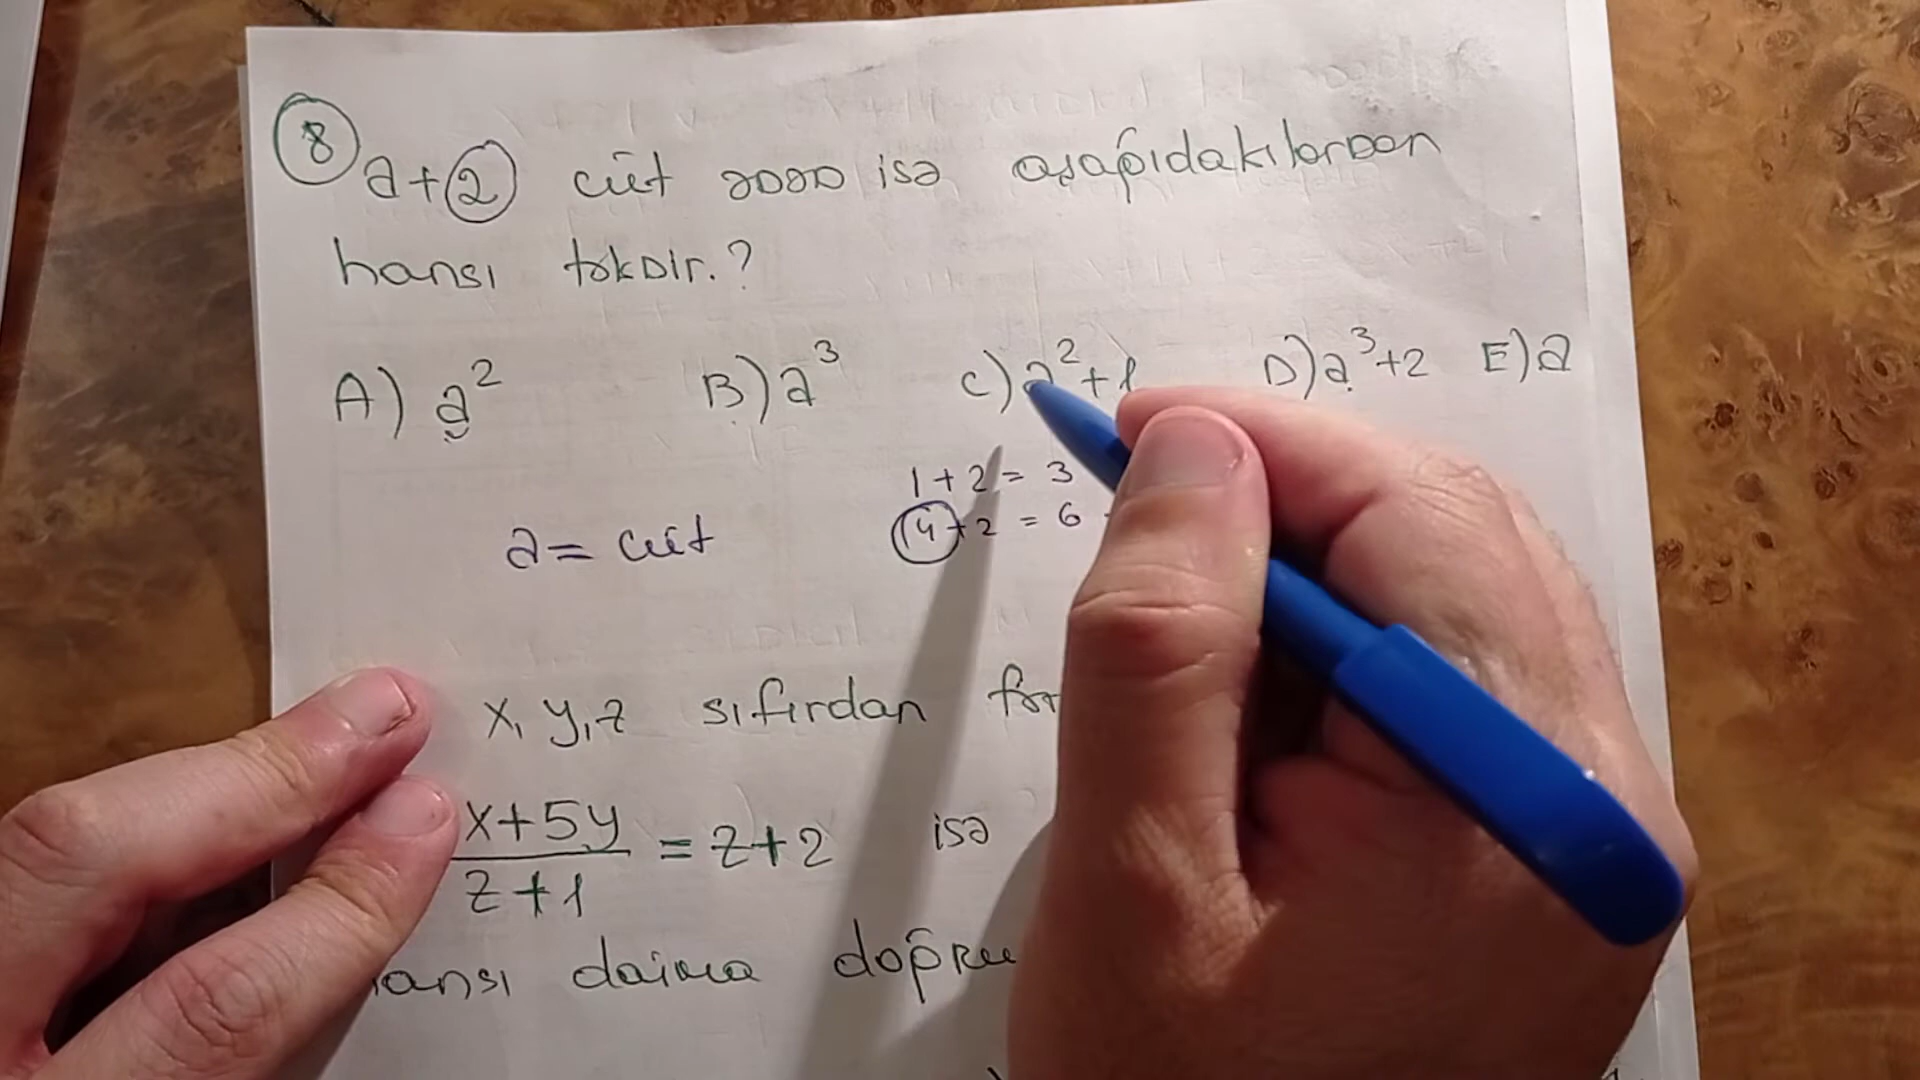 8 a+2 cüt ədəd isə aşağıdakılardan
hansı təkdir.?
A) a² B) a³ C) a²+1 D) a³+2 E) a
1+2=3
a= cüt 4+2=6
x, y, z sıfırdan
x+5y/z+1 = z+2 isə
hansı daima doğru